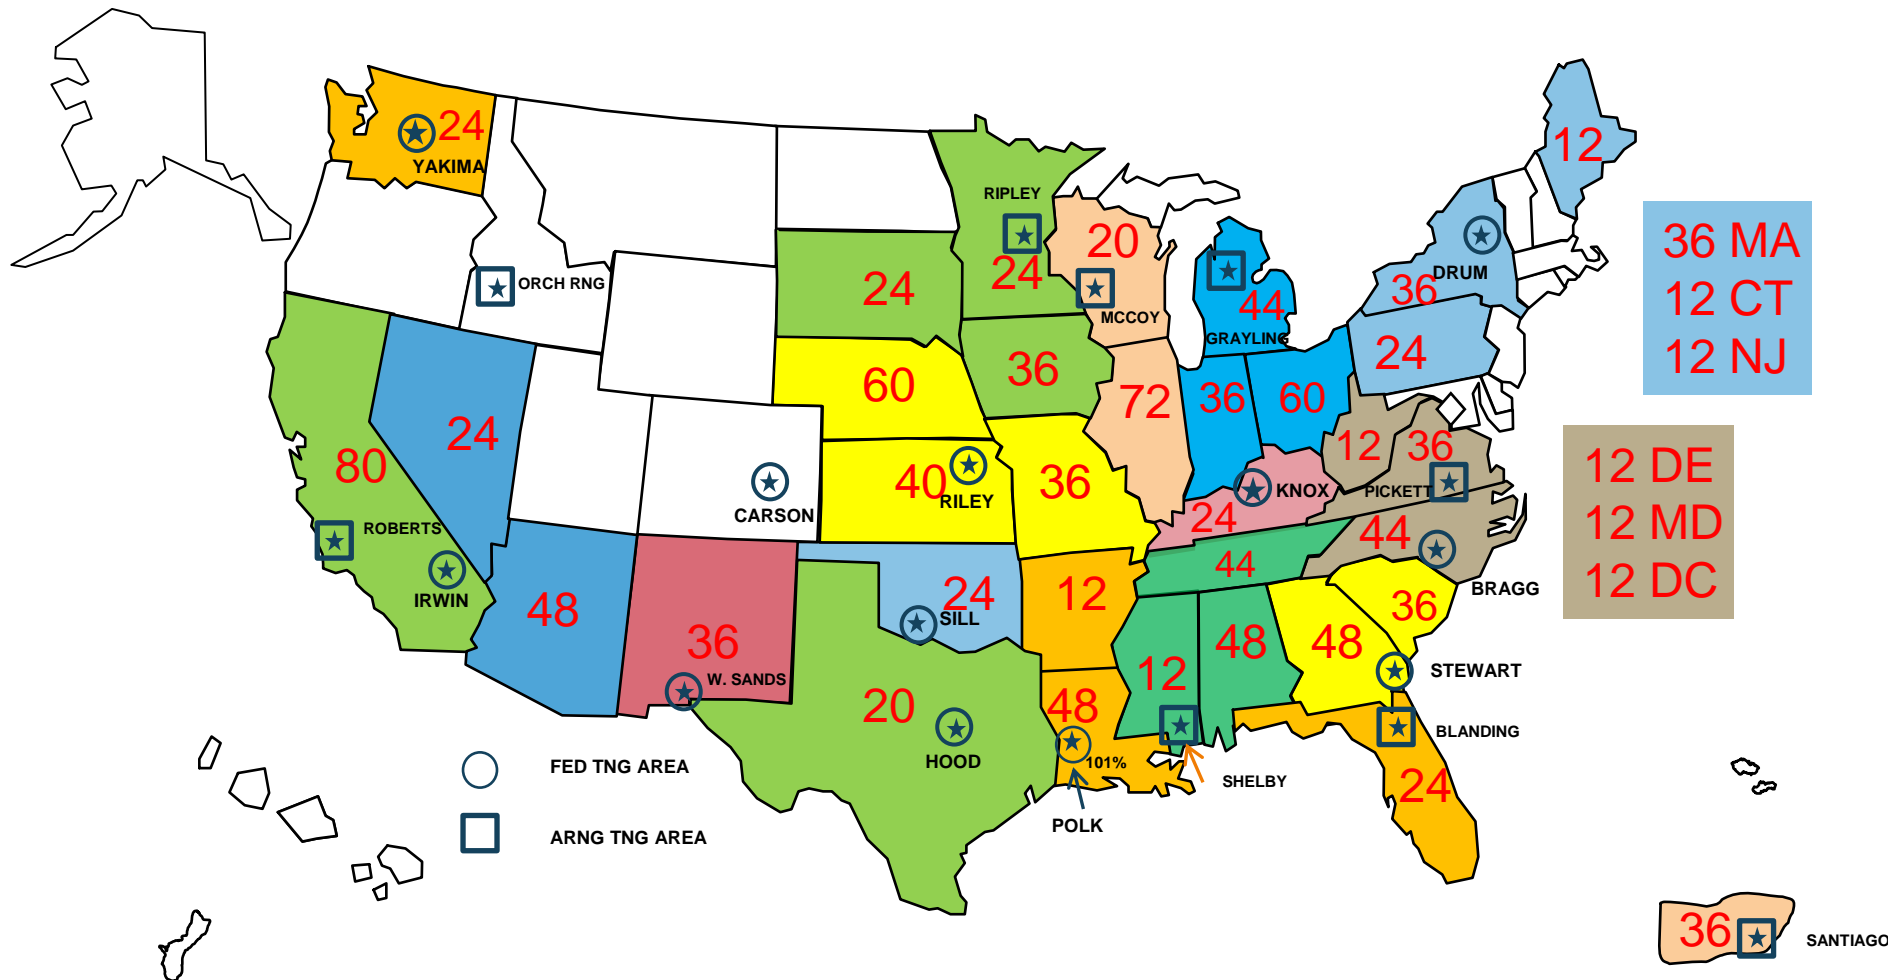 12
24
YAKIMA
RIPLEY
20
36 MA
12 CT
12 NJ
DRUM
36
24
24
ORCH RNG
MCCOY
44
GRAYLING
24
36
60
72
36
60
24
80
12
36
12 DE
12 MD
12 DC
40
RILEY
36
CARSON
KNOX
PICKETT
24
ROBERTS
44
44
IRWIN
BRAGG
48
24
SILL
12
36
36
W. SANDS
12
48
48
STEWART
20
HOOD
48
101%
BLANDING
FED TNG AREA
SHELBY
24
POLK
ARNG TNG AREA
36
SANTIAGO